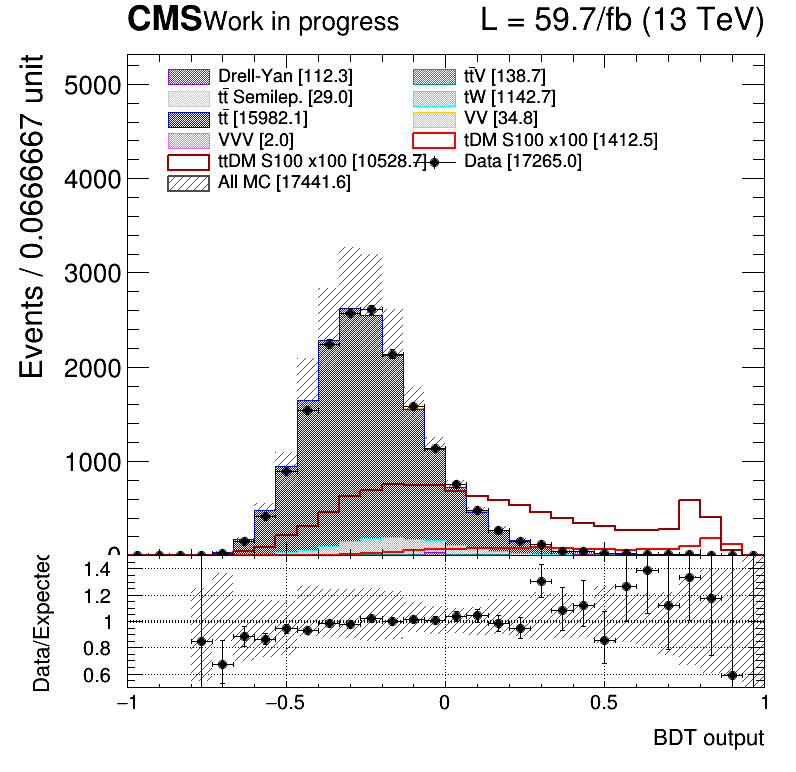 CMS Work in progress L = 59.7/fb (13 TeV)
Events / 0.0666667 unit
5000
4000
3000
2000
1000
0
Drell-Yan [112.3] tt̄V [138.7]
tt̄ Semilep. [29.0] tW [1142.7]
tt̄ [15982.1] VV [34.8]
VVV [2.0] tDM S100 x100 [1412.5]
ttDM S100 x100 [10528.7] Data [17265.0]
All MC [17441.6]
Data/Expected
1.4
1.2
1
0.8
0.6
−1 −0.5 0 0.5 1
BDT output